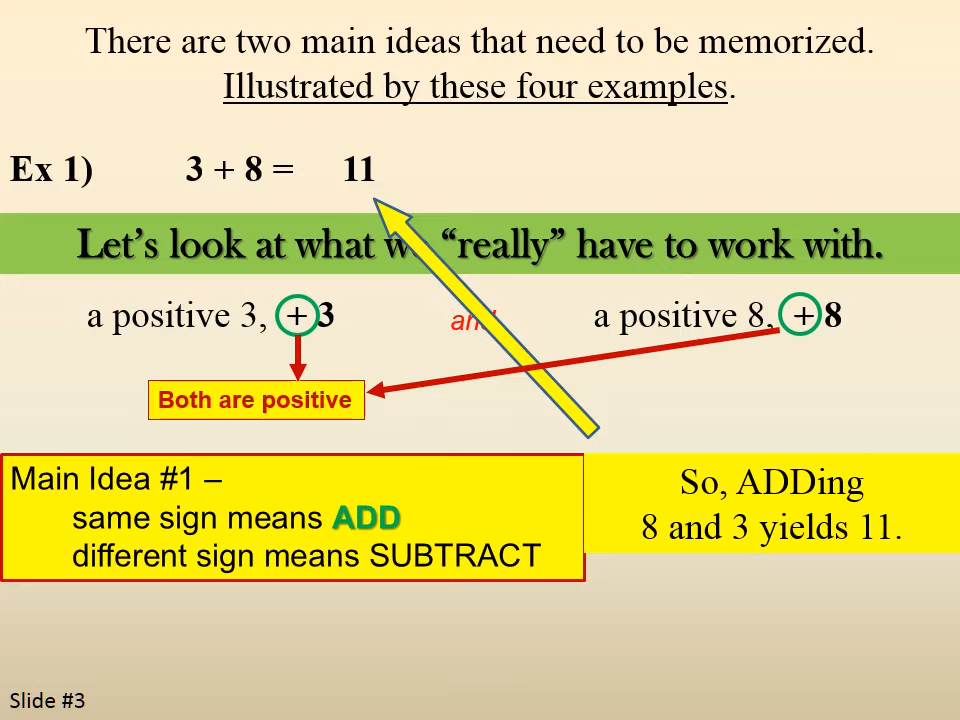 There are two main ideas that need to be memorized.
Illustrated by these four examples.
Ex 1) 3 + 8 = 11
Let's look at what we “really” have to work with.
a positive 3, + 3 and a positive 8, + 8
Both are positive
Main Idea #1 –
same sign means ADD
different sign means SUBTRACT
So, ADDing
8 and 3 yields 11.
Slide #3